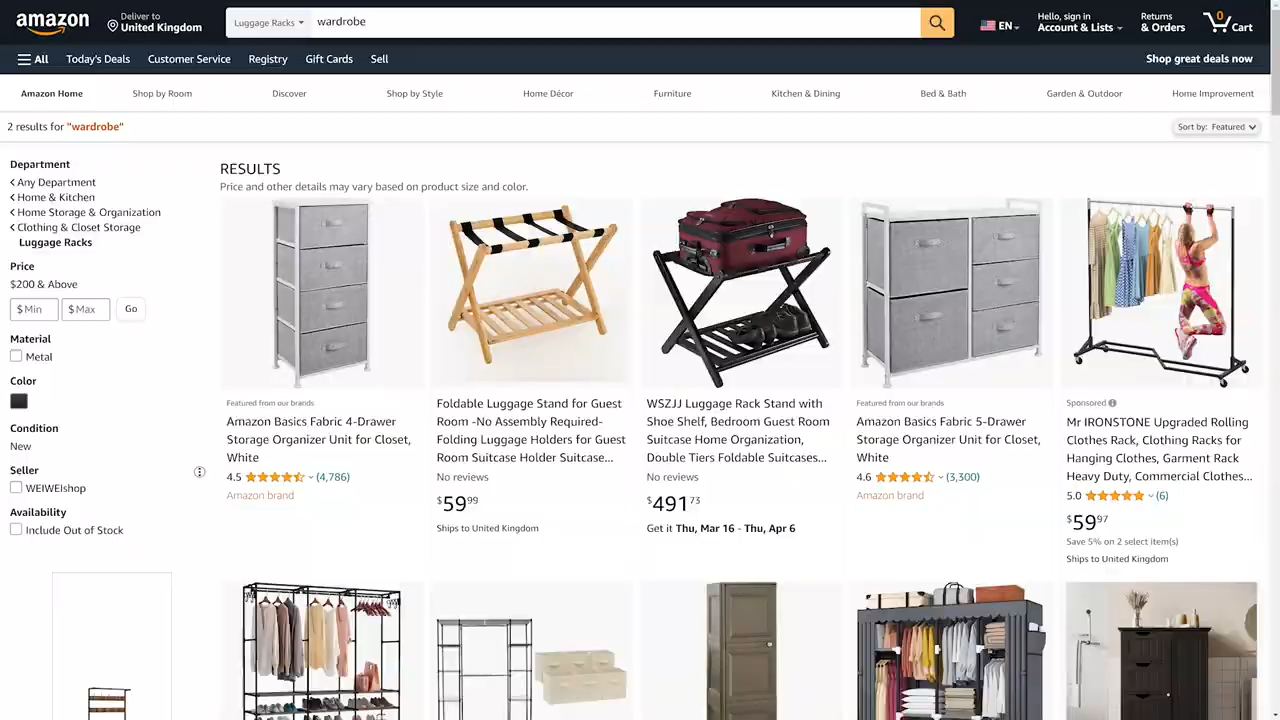 amazon
Deliver to
United Kingdom
Luggage Racks
wardrobe
EN
Hello, sign in
Account & Lists
Returns
& Orders
0
Cart
All
Today's Deals
Customer Service
Registry
Gift Cards
Sell
Shop great deals now
Amazon Home
Shop by Room
Discover
Shop by Style
Home Décor
Furniture
Kitchen & Dining
Bed & Bath
Garden & Outdoor
Home Improvement
2 results for "wardrobe"
Sort by: Featured
Department
Any Department
Home & Kitchen
Home Storage & Organization
Clothing & Closet Storage
Luggage Racks
Price
$200 & Above
$ Min
$ Max
Go
Material
Metal
Color
Condition
New
Seller
WEIWEIshop
Availability
Include Out of Stock
RESULTS
Price and other details may vary based on product size and color.
Featured from our brands
Amazon Basics Fabric 4-Drawer
Storage Organizer Unit for Closet,
White
4.5 (4,786)
Amazon brand
Foldable Luggage Stand for Guest
Room -No Assembly Required-
Folding Luggage Holders for Guest
Room Suitcase Holder Suitcase...
No reviews
$5999
Ships to United Kingdom
WSZJJ Luggage Rack Stand with
Shoe Shelf, Bedroom Guest Room
Suitcase Home Organization,
Double Tiers Foldable Suitcases...
No reviews
$49173
Get it Thu, Mar 16 - Thu, Apr 6
Featured from our brands
Amazon Basics Fabric 5-Drawer
Storage Organizer Unit for Closet,
White
4.6 (3,300)
Amazon brand
Sponsored
Mr IRONSTONE Upgraded Rolling
Clothes Rack, Clothing Racks for
Hanging Clothes, Garment Rack
Heavy Duty, Commercial Clothes...
5.0 (6)
$5997
Save 5% on 2 select item(s)
Ships to United Kingdom